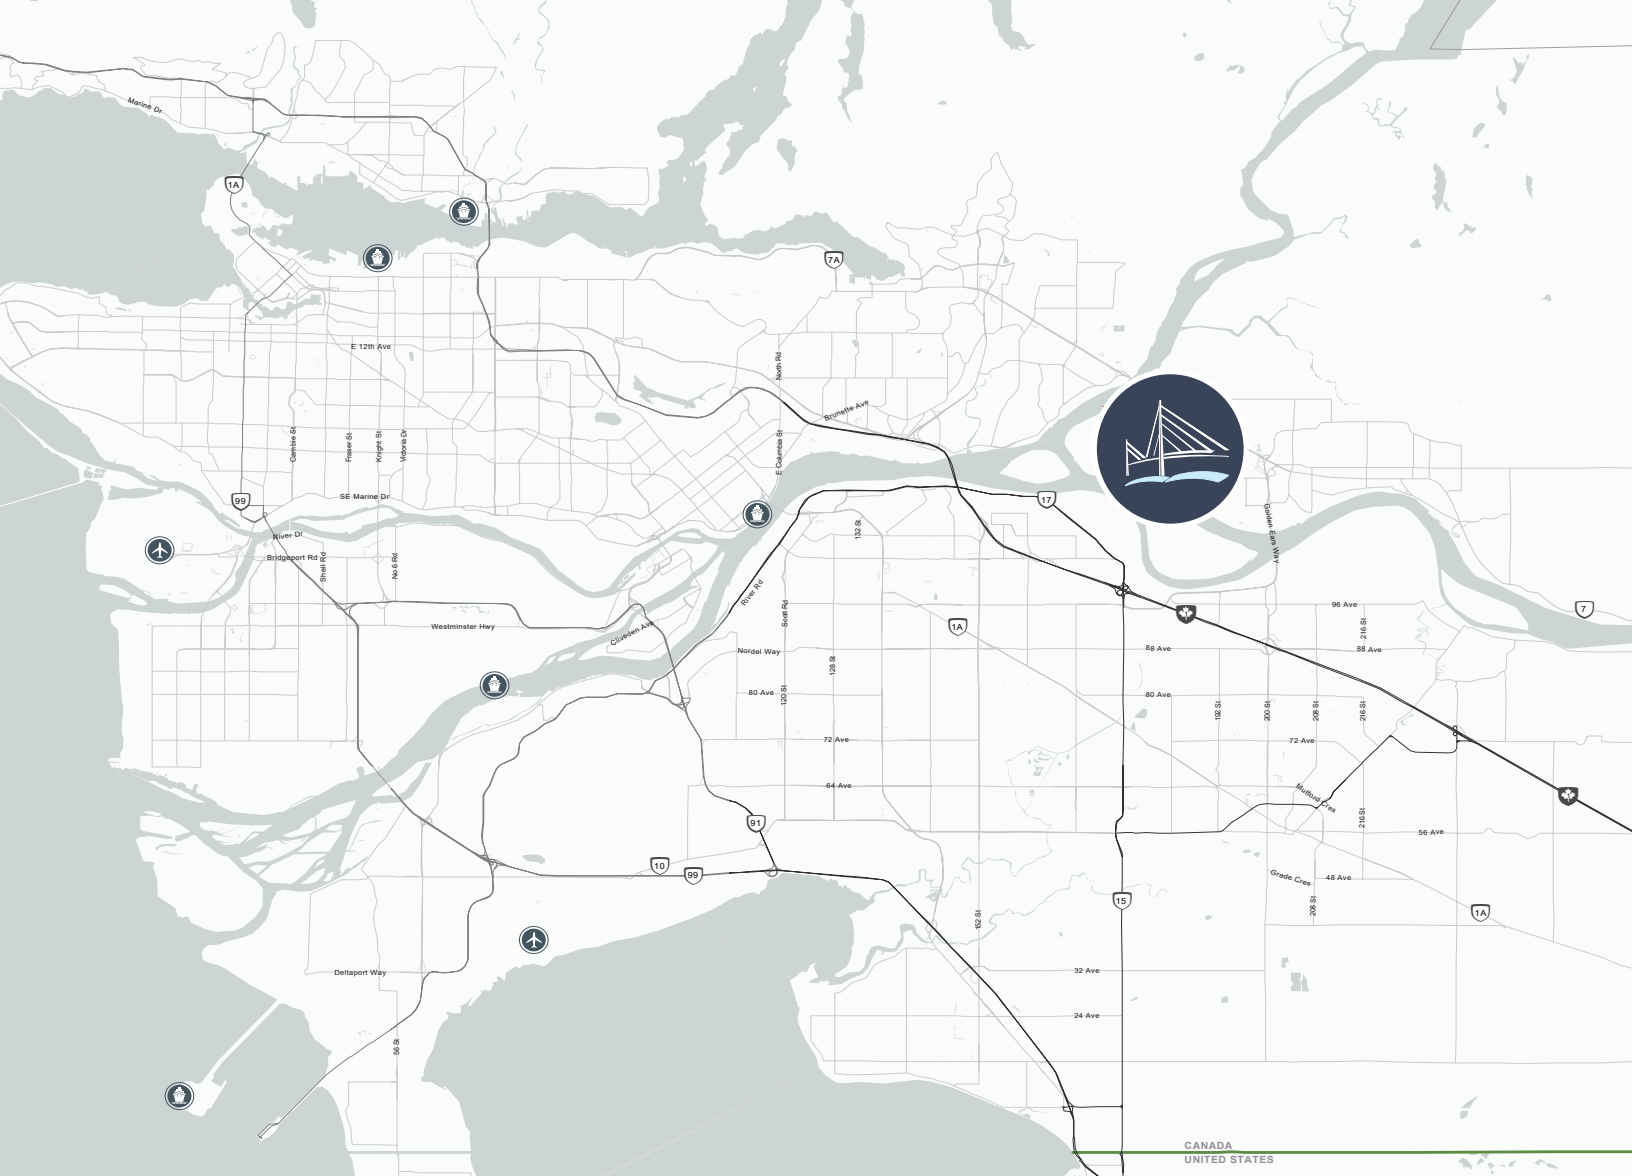 Marine Dr
1A
7A
E 12th Ave
North Rd
Brunette Ave
Cambie St
Fraser St
Knight St
Victoria Dr
E Columbia St
SE Marine Dr
99
17
River Dr
132 St
Golden Ears Way
Bridgeport Rd
Shell Rd
No 6 Rd
River Rd
Scott Rd
96 Ave
7
Westminster Hwy
Cliveden Ave
1A
216 St
Nordel Way
88 Ave
88 Ave
128 St
80 Ave
120 St
80 Ave
192 St
200 St
208 St
216 St
72 Ave
72 Ave
64 Ave
Mufford Cres
216 St
91
56 Ave
10
99
Grade Cres
48 Ave
15
208 St
1A
152 St
Deltaport Way
32 Ave
24 Ave
56 St
CANADA
UNITED STATES